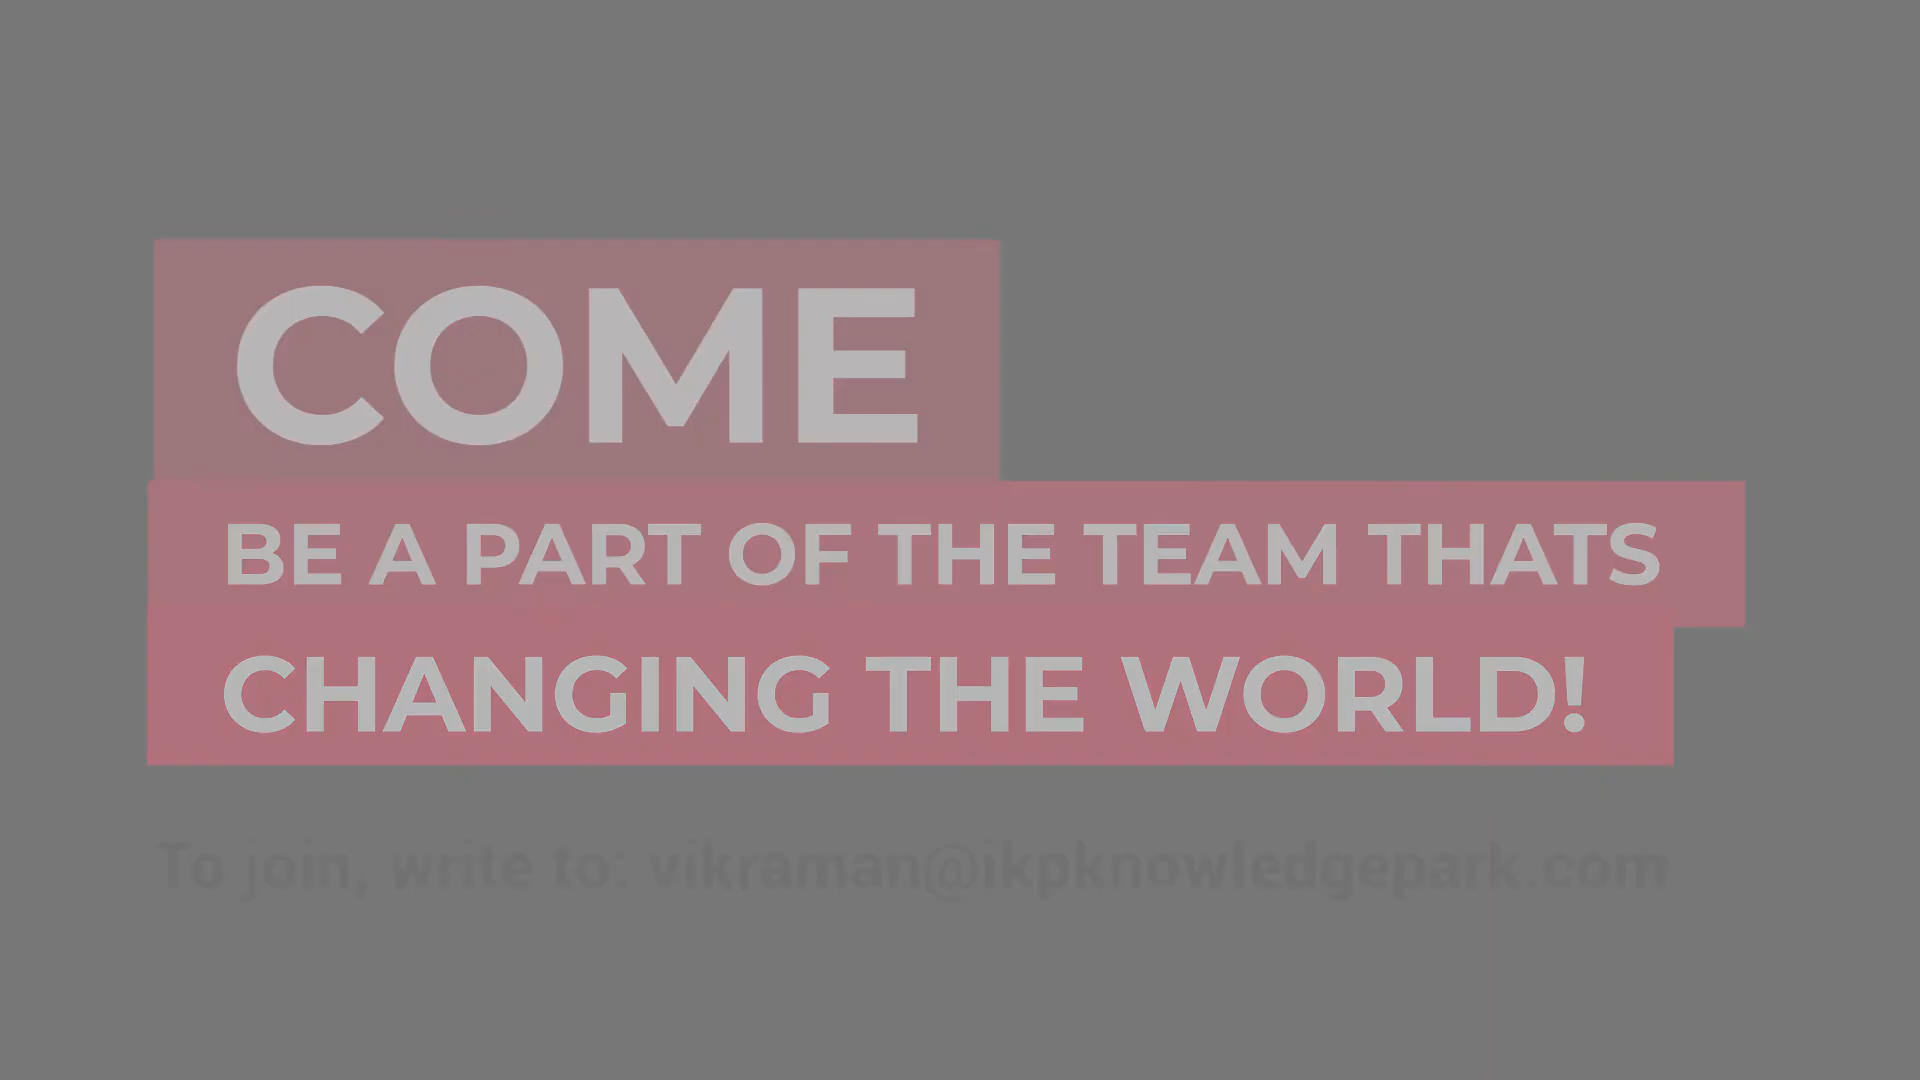 COME
BE A PART OF THE TEAM THATS
CHANGING THE WORLD!
To join, write to: vikraman@ikpknowledgepark.com